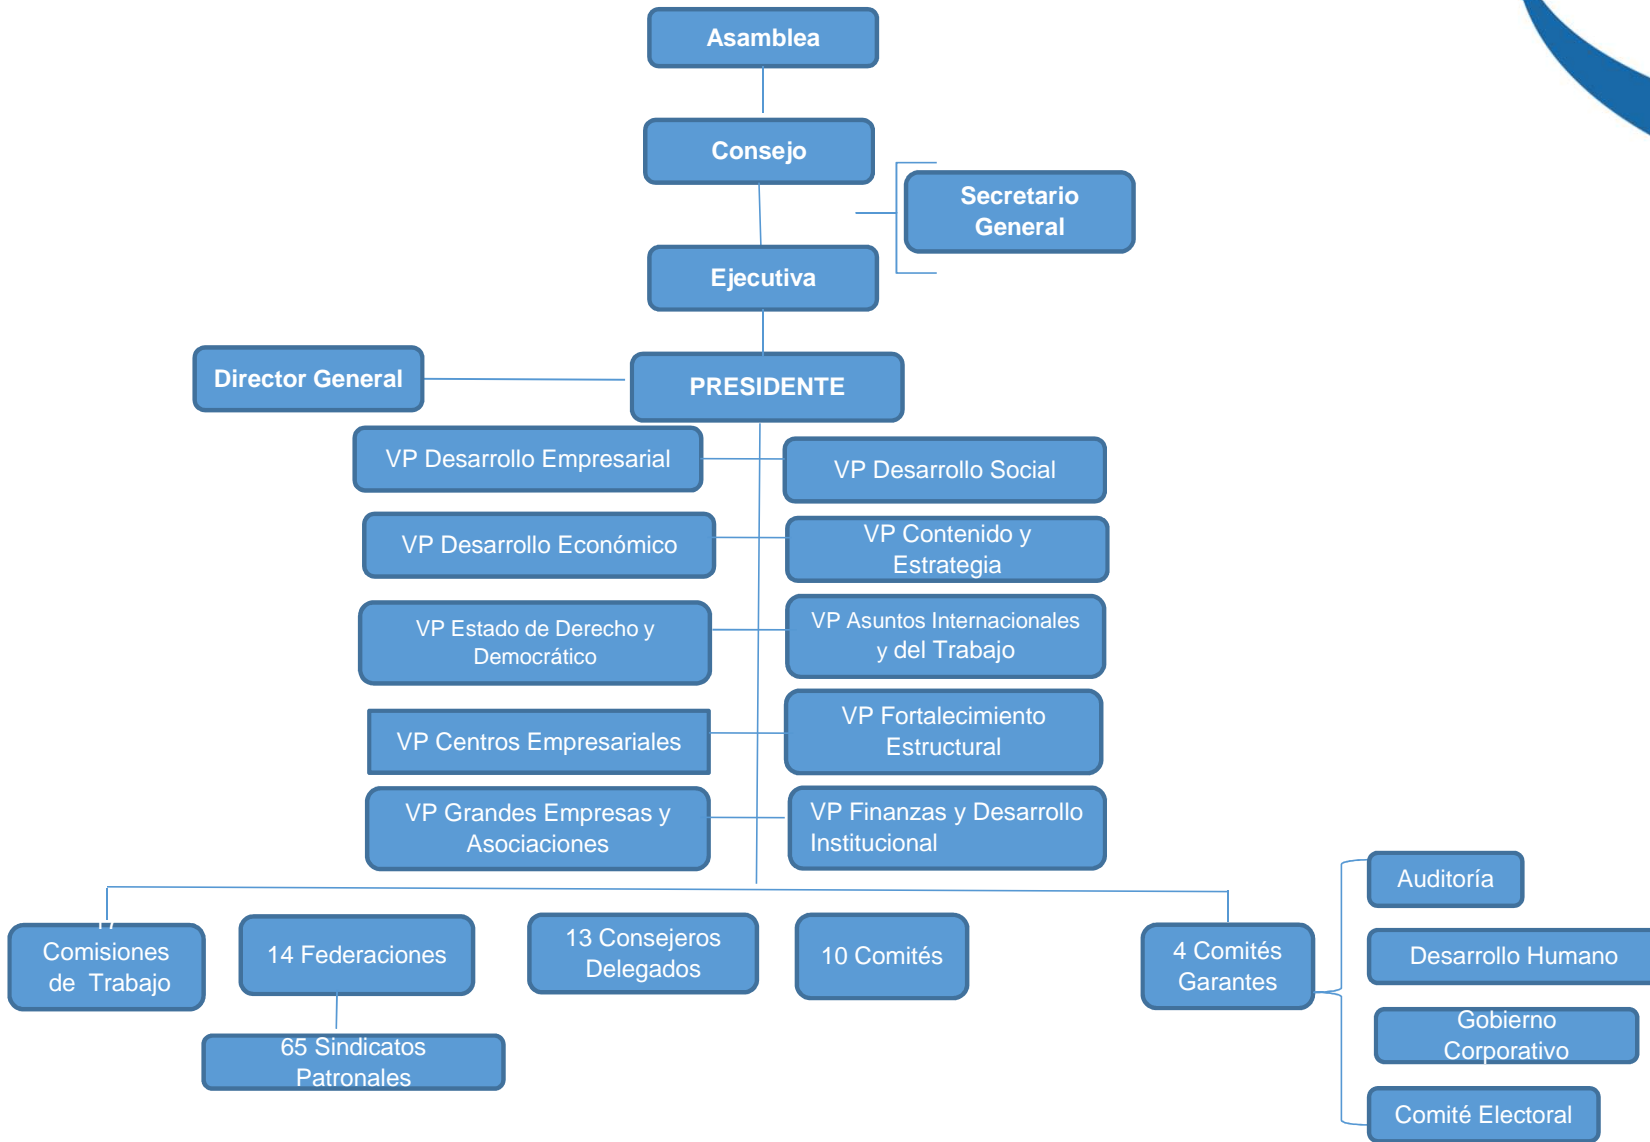 Asamblea
Consejo
Secretario
General
Ejecutiva
Director General
PRESIDENTE
VP Desarrollo Empresarial
VP Desarrollo Social
VP Desarrollo Económico
VP Contenido y
Estrategia
VP Estado de Derecho y
Democrático
VP Asuntos Internacionales
y del Trabajo
VP Centros Empresariales
VP Fortalecimiento
Estructural
VP Grandes Empresas y
Asociaciones
VP Finanzas y Desarrollo
Institucional
Comisiones
de Trabajo
14 Federaciones
13 Consejeros
Delegados
10 Comités
4 Comités
Garantes
Auditoría
Desarrollo Humano
Gobierno
Corporativo
Comité Electoral
65 Sindicatos
Patronales